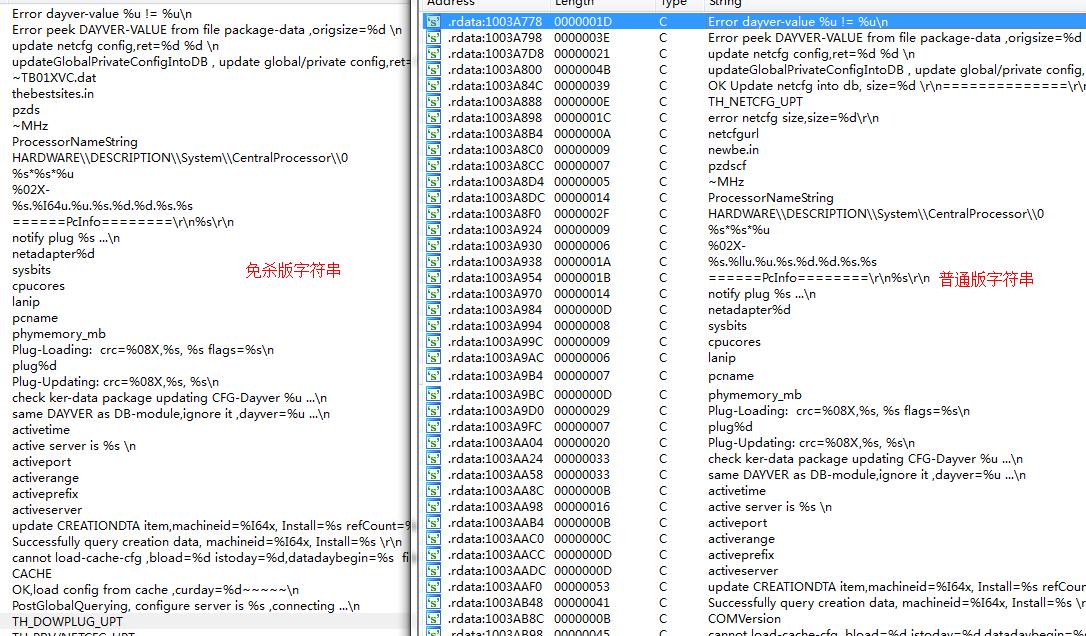 Error dayver-value %u != %u\n
Error peek DAYVER-VALUE from file package-data ,origsize=%d \n
update netcfg config,ret=%d %d \n
updateGlobalPrivateConfigIntoDB , update global/private config,ret=
~TB01XVC.dat
thebestsites.in
pzds
~MHz
ProcessorNameString
HARDWARE\\DESCRIPTION\\System\\CentralProcessor\\0
%s*%s*%u
%02X-
%s.%I64u.%u.%s.%d.%d.%s.%s
======PcInfo========\r\n%s\r\n
notify plug %s ...\n
netadapter%d
sysbits
cpucores
lanip
pcname
phymemory_mb
Plug-Loading:  crc=%08X,%s, %s flags=%s\n
plug%d
Plug-Updating: crc=%08X,%s, %s\n
check ker-data package updating CFG-Dayver %u ...\n
same DAYVER as DB-module,ignore it ,dayver=%u ...\n
activetime
active server is %s \n
activeport
activerange
activeprefix
activeserver
update CREATIONDTA item,machineid=%I64x, Install=%s refCount=%
Successfully query creation data, machineid=%I64x, Install=%s \r\n
cannot load-cache-cfg ,bload=%d istoday=%d,datadaybegin=%s  fi
CACHE
OK,load config from cache ,curday=%d~~~~~\n
PostGlobalQuerying, configure server is %s ,connecting ...\n
TH_DOWPLUG_UPT
免杀版字符串
Address Length Type String
.rdata:1003A778 0000001D C Error dayver-value %u != %u\n
.rdata:1003A798 0000003E C Error peek DAYVER-VALUE from file package-data ,origsize=%d
.rdata:1003A7D8 00000021 C update netcfg config,ret=%d %d \n
.rdata:1003A800 0000004B C updateGlobalPrivateConfigIntoDB , update global/private config,
.rdata:1003A84C 00000039 C OK Update netcfg into db, size=%d \r\n==============\r\
.rdata:1003A888 0000000E C TH_NETCFG_UPT
.rdata:1003A898 0000001C C error netcfg size,size=%d\r\n
.rdata:1003A8B4 0000000A C netcfgurl
.rdata:1003A8C0 00000009 C newbe.in
.rdata:1003A8CC 00000007 C pzdscf
.rdata:1003A8D4 00000005 C ~MHz
.rdata:1003A8DC 00000014 C ProcessorNameString
.rdata:1003A8F0 0000002F C HARDWARE\\DESCRIPTION\\System\\CentralProcessor\\0
.rdata:1003A924 00000009 C %s*%s*%u
.rdata:1003A930 00000006 C %02X-
.rdata:1003A938 0000001A C %s.%llu.%u.%s.%d.%d.%s.%s
.rdata:1003A954 0000001B C ======PcInfo========\r\n%s\r\n
普通版字符串
.rdata:1003A970 00000014 C notify plug %s ...\n
.rdata:1003A984 0000000D C netadapter%d
.rdata:1003A994 00000008 C sysbits
.rdata:1003A99C 00000009 C cpucores
.rdata:1003A9AC 00000006 C lanip
.rdata:1003A9B4 00000007 C pcname
.rdata:1003A9BC 0000000D C phymemory_mb
.rdata:1003A9D0 00000029 C Plug-Loading:  crc=%08X,%s, %s flags=%s\n
.rdata:1003A9FC 00000007 C plug%d
.rdata:1003AA04 00000020 C Plug-Updating: crc=%08X,%s, %s\n
.rdata:1003AA24 00000033 C check ker-data package updating CFG-Dayver %u ...\n
.rdata:1003AA58 00000033 C same DAYVER as DB-module,ignore it ,dayver=%u ...\n
.rdata:1003AA8C 0000000B C activetime
.rdata:1003AA98 00000016 C active server is %s \n
.rdata:1003AAB4 0000000B C activeport
.rdata:1003AAC0 0000000C C activerange
.rdata:1003AACC 0000000D C activeprefix
.rdata:1003AADC 0000000D C activeserver
.rdata:1003AAF0 00000053 C update CREATIONDTA item,machineid=%I64x, Install=%s refCou
.rdata:1003AB48 00000041 C Successfully query creation data, machineid=%I64x, Install=%s
.rdata:1003AB8C 0000000B C COMVersion
.rdata:1003AB98 00000045 C cannot load-cache-cfg ,bload=%d istoday=%d,datadaybegin=%s